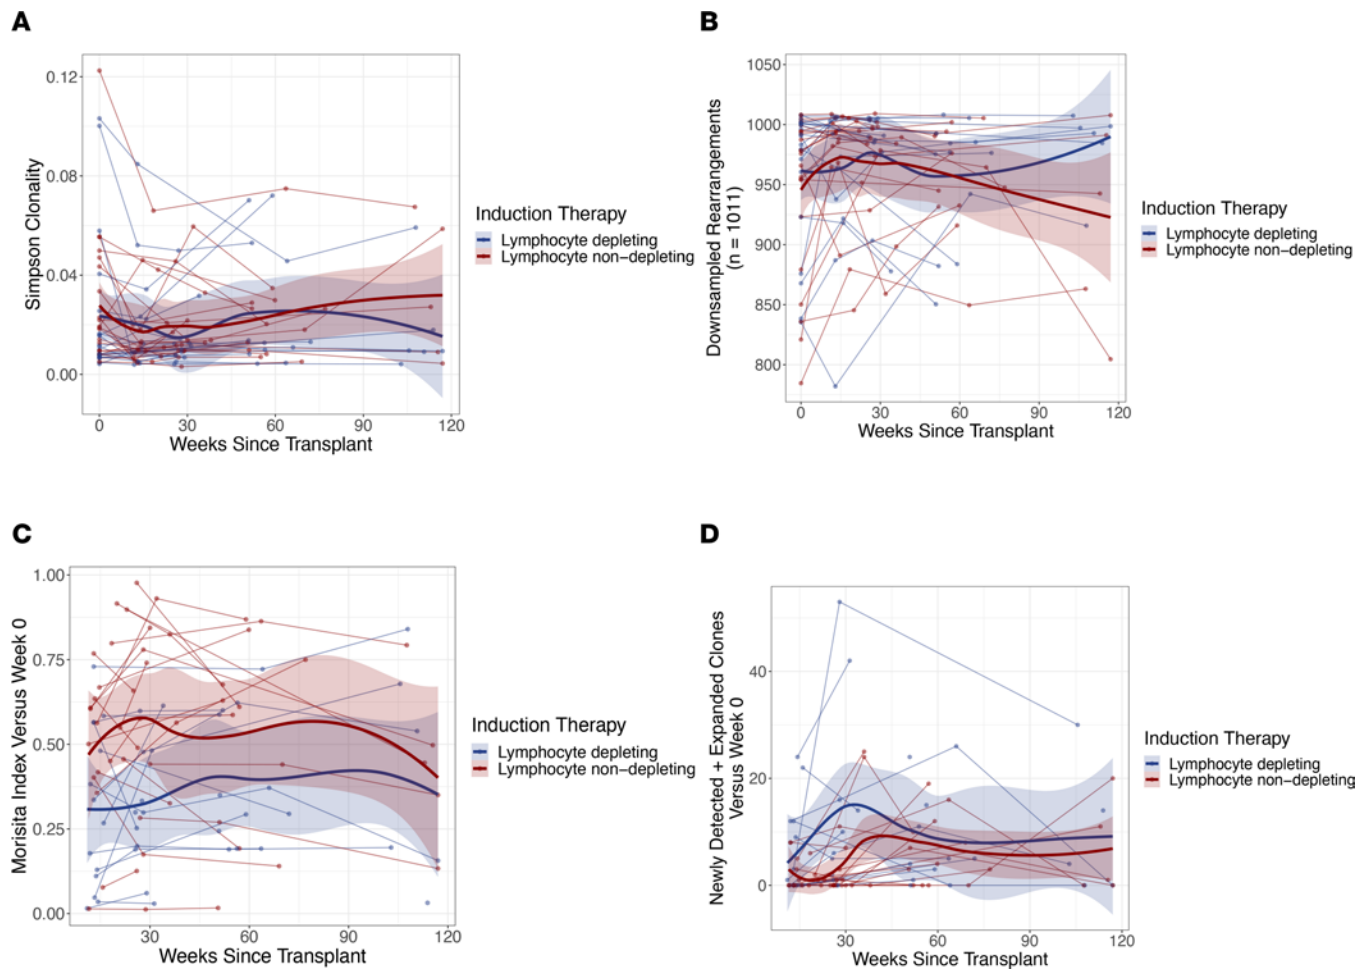 A
Simpson Clonality
0.12
0.08
0.04
0.00
0
30
60
90
120
Weeks Since Transplant
Induction Therapy
Lymphocyte depleting
Lymphocyte non−depleting
B
Downsampled Rearrangements
(n = 1011)
1050
1000
950
900
850
800
0
30
60
90
120
Weeks Since Transplant
Induction Therapy
Lymphocyte depleting
Lymphocyte non−depleting
C
Morisita Index Versus Week 0
1.00
0.75
0.50
0.25
0.00
30
60
90
120
Weeks Since Transplant
Induction Therapy
Lymphocyte depleting
Lymphocyte non−depleting
D
Newly Detected + Expanded Clones
Versus Week 0
40
20
0
30
60
90
120
Weeks Since Transplant
Induction Therapy
Lymphocyte depleting
Lymphocyte non−depleting